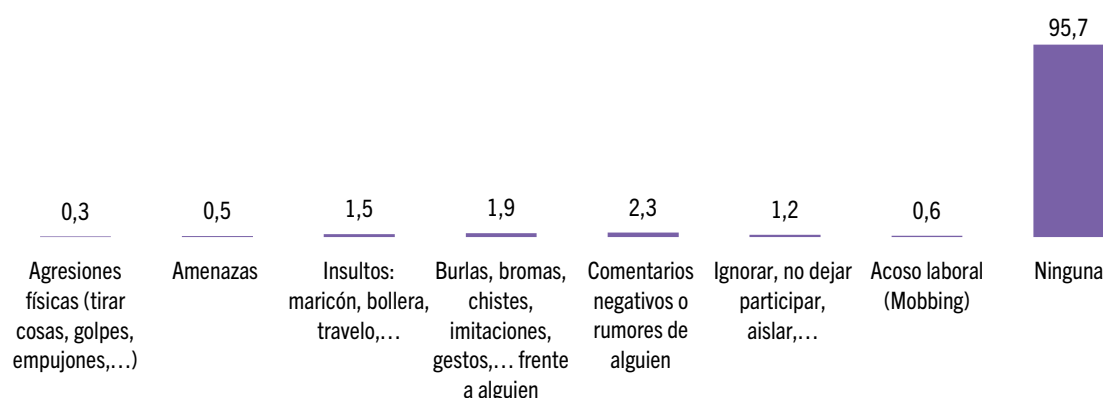 95,7
0,3
0,5
1,5
1,9
2,3
1,2
0,6
Agresiones
físicas (tirar
cosas, golpes,
empujones,…)
Amenazas
Insultos:
maricón, bollera,
travelo,…
Burlas, bromas,
chistes,
imitaciones,
gestos,… frente
a alguien
Comentarios
negativos o
rumores de
alguien
Ignorar, no dejar
participar,
aislar,…
Acoso laboral
(Mobbing)
Ninguna